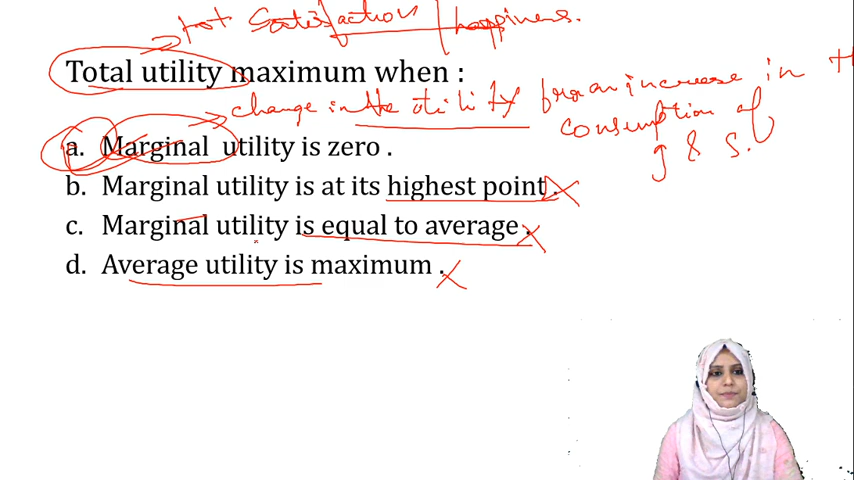 tot Satisfaction / happiness.
Total utility maximum when :
change in the utility from an increase in
consumption of
g & S.
a. Marginal utility is zero .
b. Marginal utility is at its highest point .
c. Marginal utility is equal to average .
d. Average utility is maximum .